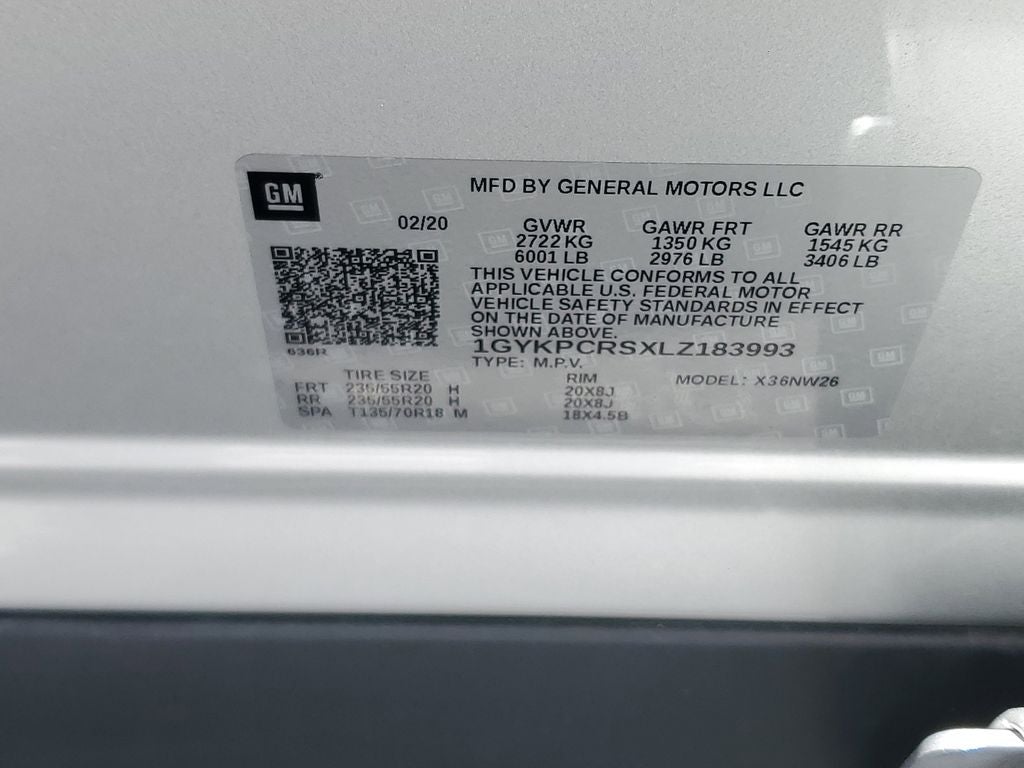 GM
MFD BY GENERAL MOTORS LLC
02/20 GVWR GAWR FRT GAWR RR
2722 KG 1350 KG 1545 KG
6001 LB 2976 LB 3406 LB
THIS VEHICLE CONFORMS TO ALL
APPLICABLE U.S. FEDERAL MOTOR
VEHICLE SAFETY STANDARDS IN EFFECT
ON THE DATE OF MANUFACTURE
SHOWN ABOVE.
636R 1GYKPCRSXLZ183993
TYPE: M.P.V.
TIRE SIZE RIM MODEL: X36NW26
FRT 235/55R20 H 20X8J
RR 235/55R20 H 20X8J
SPA T135/70R18 M 18X4.5B